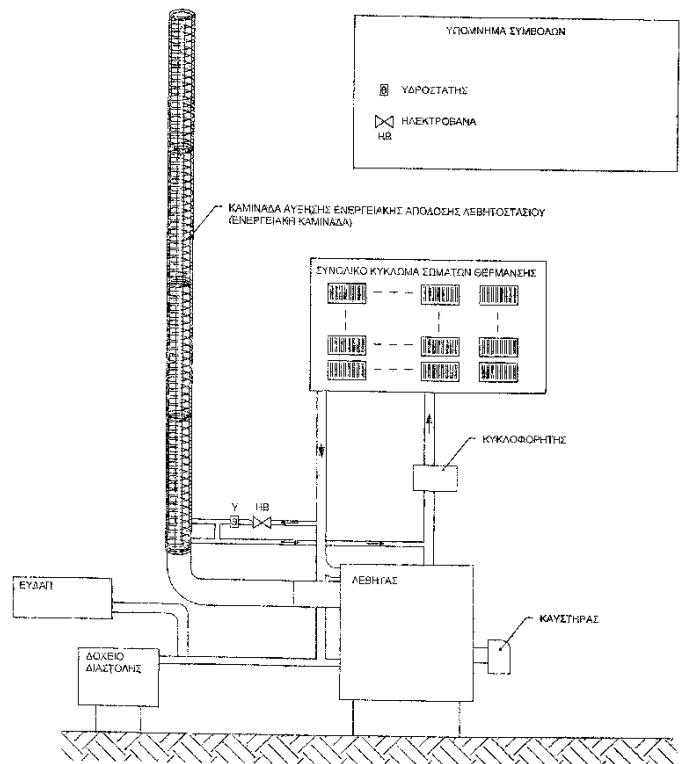 ΥΠΟΜΝΗΜΑ ΣΥΜΒΟΛΩΝ
ΥΔΡΟΣΤΑΤΗΣ
ΗΛΕΚΤΡΟΒΑΝΑ
ΗΒ
ΚΑΜΙΝΑΔΑ ΑΥΞΗΣΗΣ ΕΝΕΡΓΕΙΑΚΗΣ ΑΠΟΔΟΣΗΣ ΛΕΒΗΤΟΣΤΑΣΙΟΥ
(ΕΝΕΡΓΕΙΑΚΗ ΚΑΜΙΝΑΔΑ)
ΣΥΝΟΛΙΚΟ ΚΥΚΛΩΜΑ ΣΩΜΑΤΩΝ ΘΕΡΜΑΝΣΗΣ
ΚΥΚΛΟΦΟΡΗΤΗΣ
Υ ΗΒ
ΕΥΔΑΠ
ΛΕΒΗΤΑΣ
ΚΑΥΣΤΗΡΑΣ
ΔΟΧΕΙΟ
ΔΙΑΣΤΟΛΗΣ